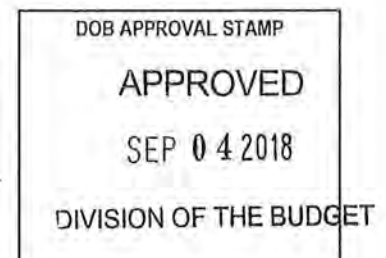 DOB APPROVAL STAMP
APPROVED
SEP 04 2018
DIVISION OF THE BUDGET